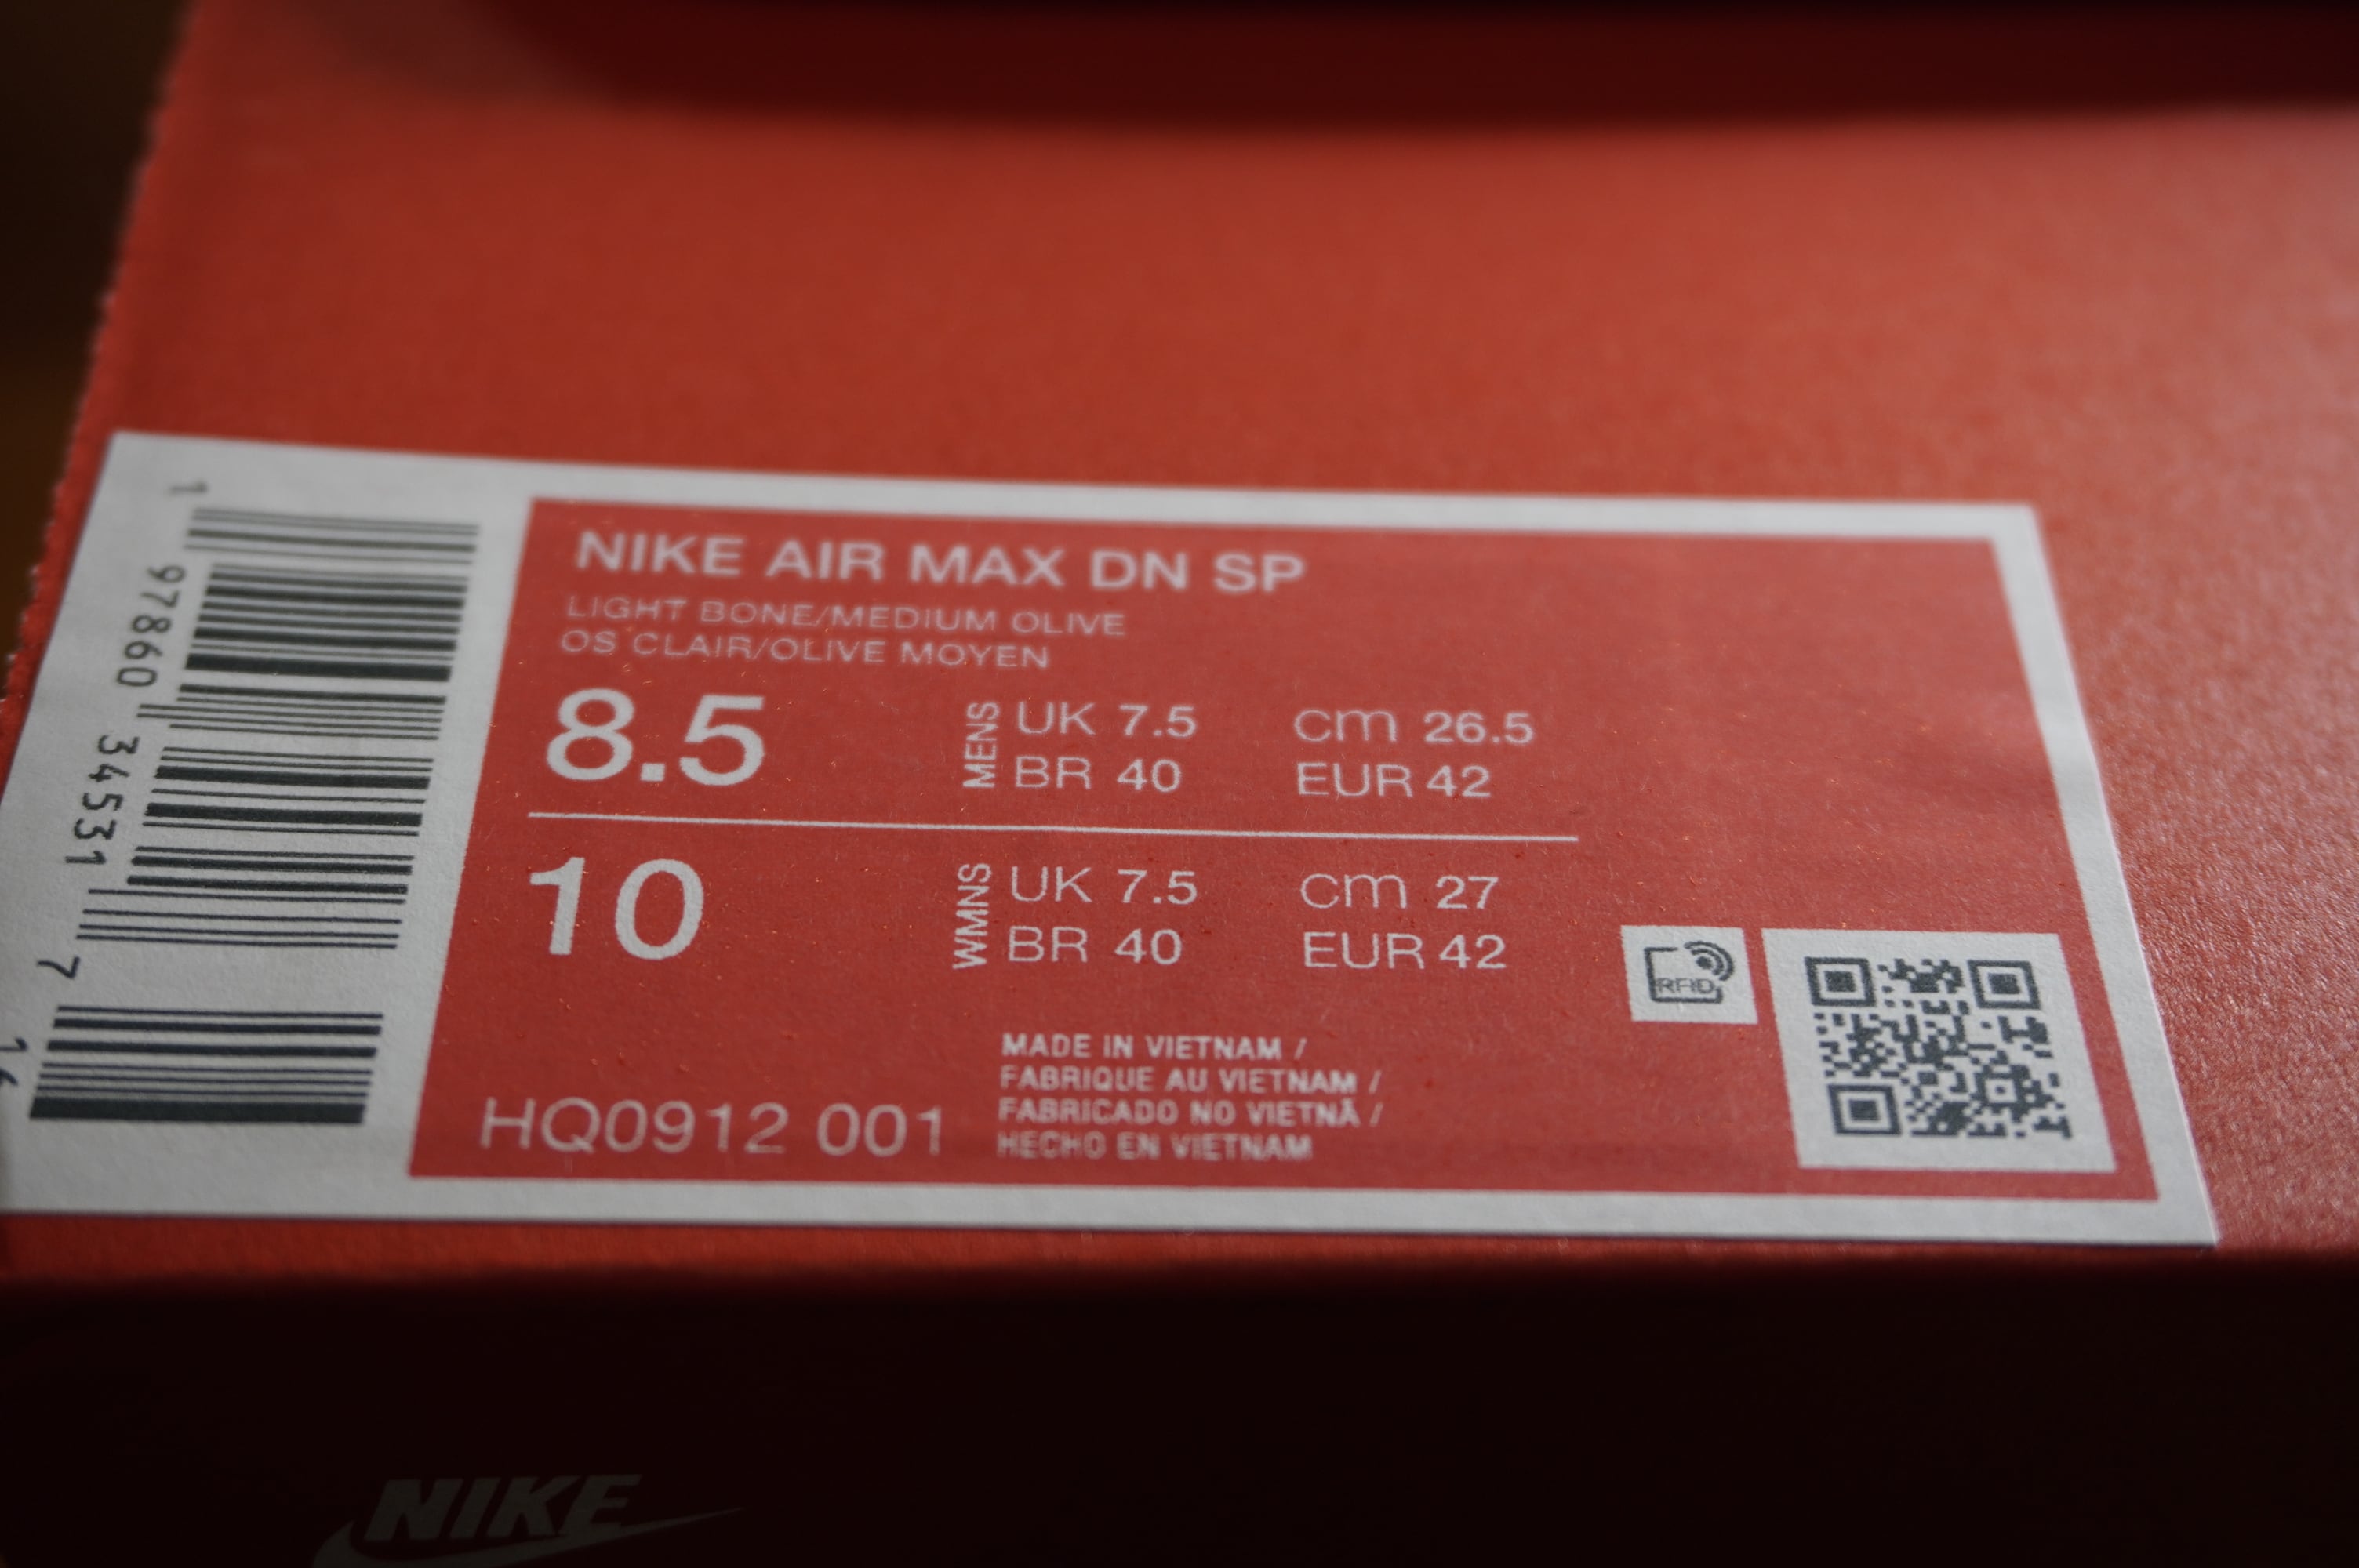 NIKE AIR MAX DN SP
LIGHT BONE/MEDIUM OLIVE
OS CLAIR/OLIVE MOYEN
8.5 MENS UK 7.5 cm 26.5
BR 40 EUR 42
10 WMNS UK 7.5 cm 27
BR 40 EUR 42
RFID
MADE IN VIETNAM /
FABRIQUE AU VIETNAM /
FABRICADO NO VIETNÃ /
HECHO EN VIETNAM
HQ0912 001
1 97860 34531 7
NIKE